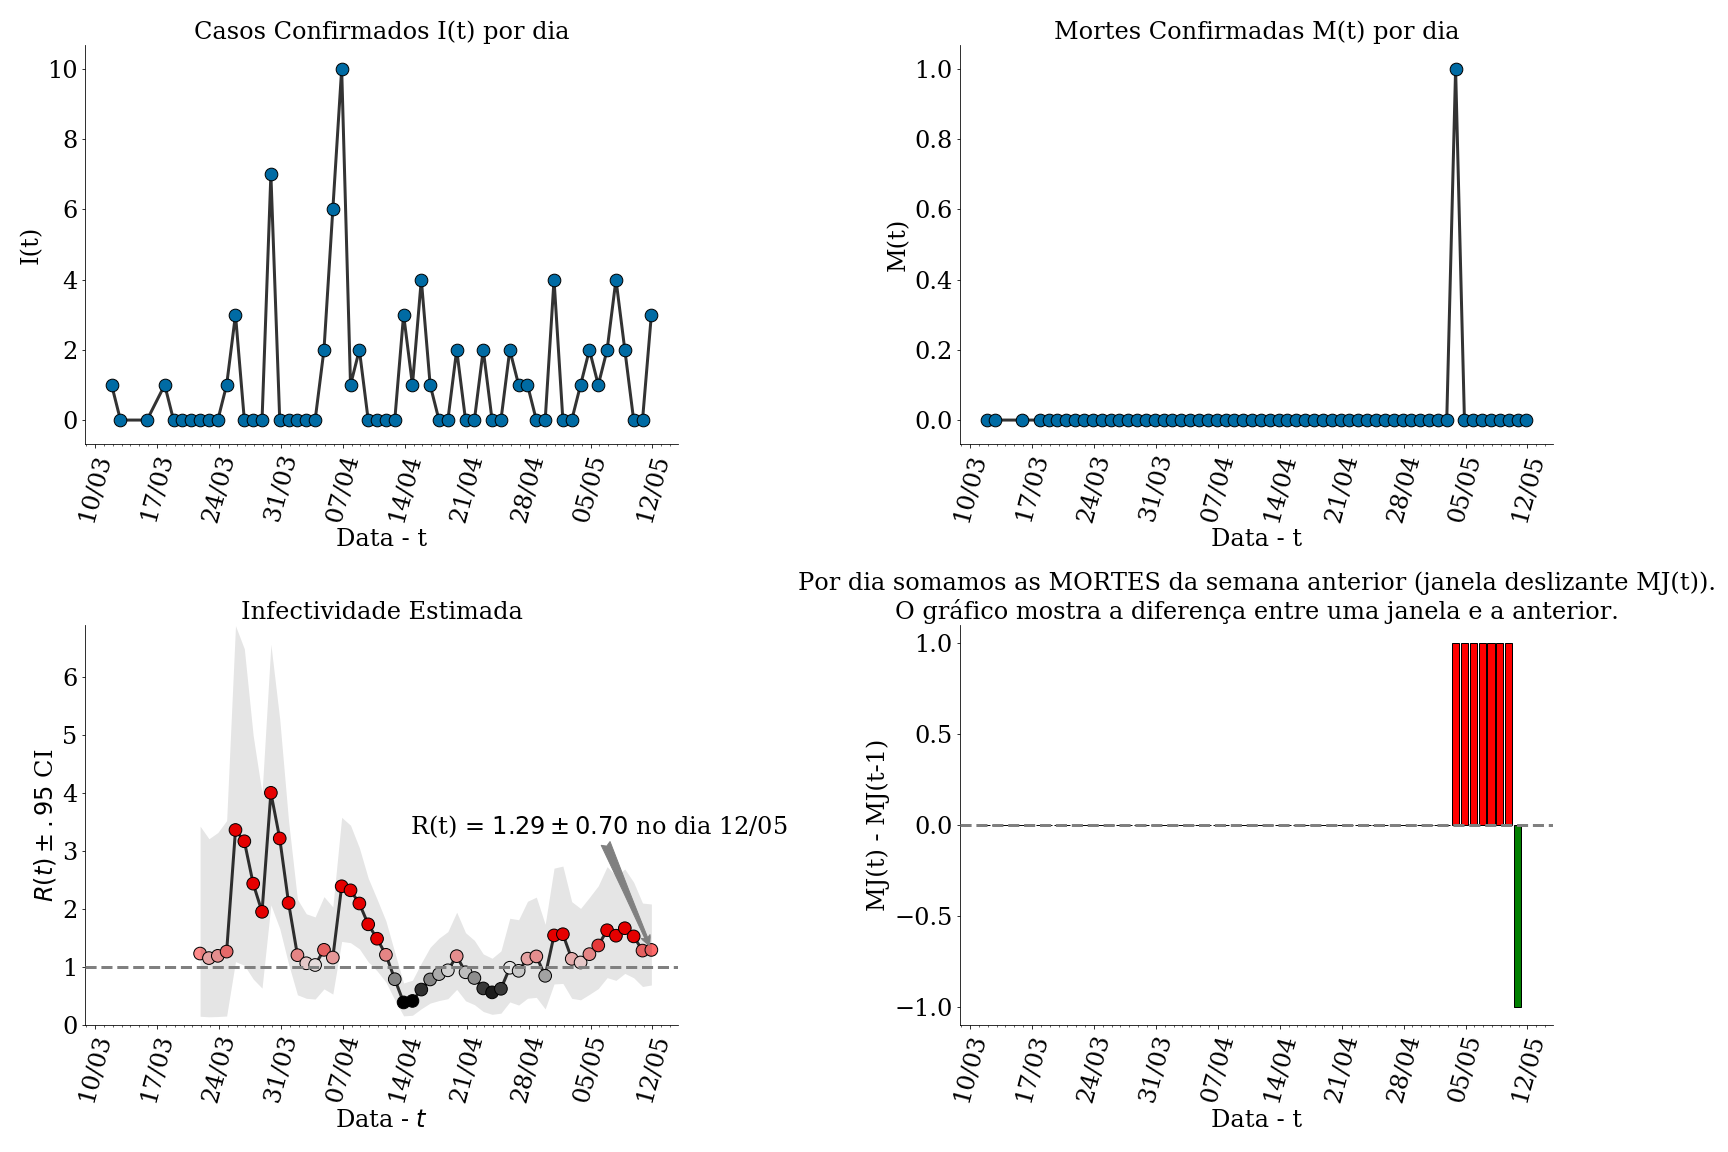 Casos Confirmados I(t) por dia
I(t)
10
8
6
4
2
0
10/03 17/03 24/03 31/03 07/04 14/04 21/04 28/04 05/05 12/05
Data - t
Mortes Confirmadas M(t) por dia
M(t)
1.0
0.8
0.6
0.4
0.2
0.0
10/03 17/03 24/03 31/03 07/04 14/04 21/04 28/04 05/05 12/05
Data - t
Infectividade Estimada
R(t) ± .95 CI
6
5
4
3
2
1
0
R(t) = 1.29 ± 0.70 no dia 12/05
10/03 17/03 24/03 31/03 07/04 14/04 21/04 28/04 05/05 12/05
Data - t
Por dia somamos as MORTES da semana anterior (janela deslizante MJ(t)).
O gráfico mostra a diferença entre uma janela e a anterior.
MJ(t) - MJ(t-1)
1.0
0.5
0.0
−0.5
−1.0
10/03 17/03 24/03 31/03 07/04 14/04 21/04 28/04 05/05 12/05
Data - t